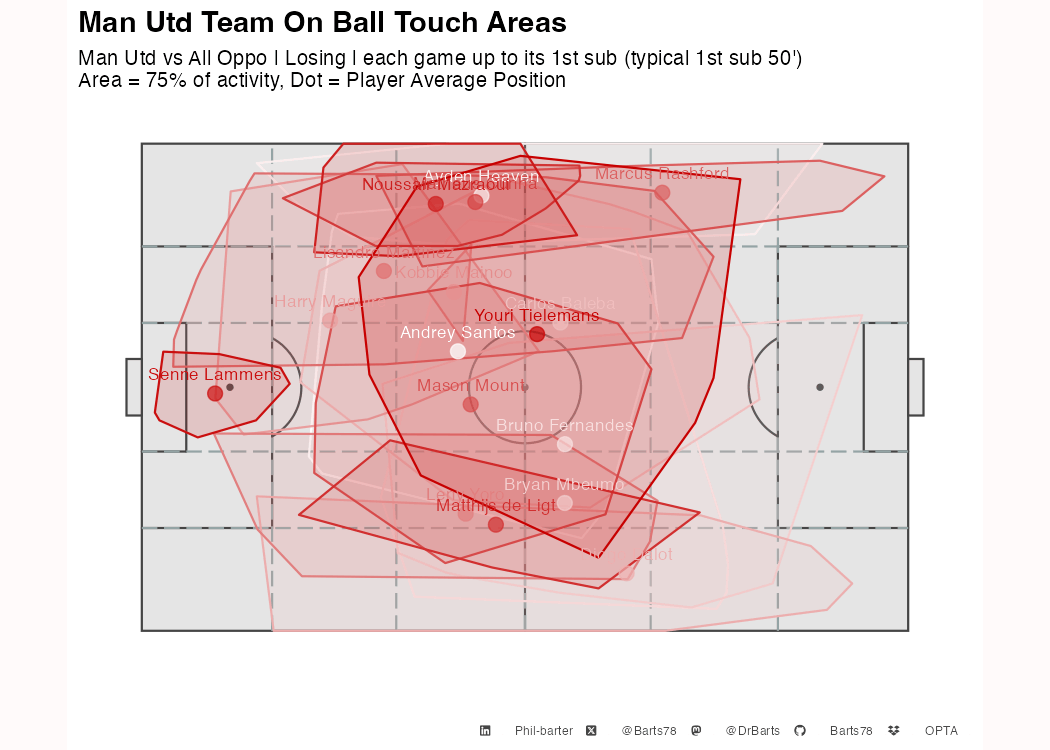 Man Utd Team On Ball Touch Areas
Man Utd vs All Oppo | Losing | each game up to its 1st sub (typical 1st sub 50')
Area = 75% of activity, Dot = Player Average Position
Marcus Rashford
Ayden Heaven
Noussair Mazraoui
Lisandro Martinez
Kobbie Mainoo
Harry Maguire
Carlos Baleba
Youri Tielemans
Andrey Santos
Senne Lammens
Mason Mount
Bruno Fernandes
Bryan Mbeumo
Matthijs de Ligt
Phil-barter @Barts78 @DrBarts Barts78 OPTA